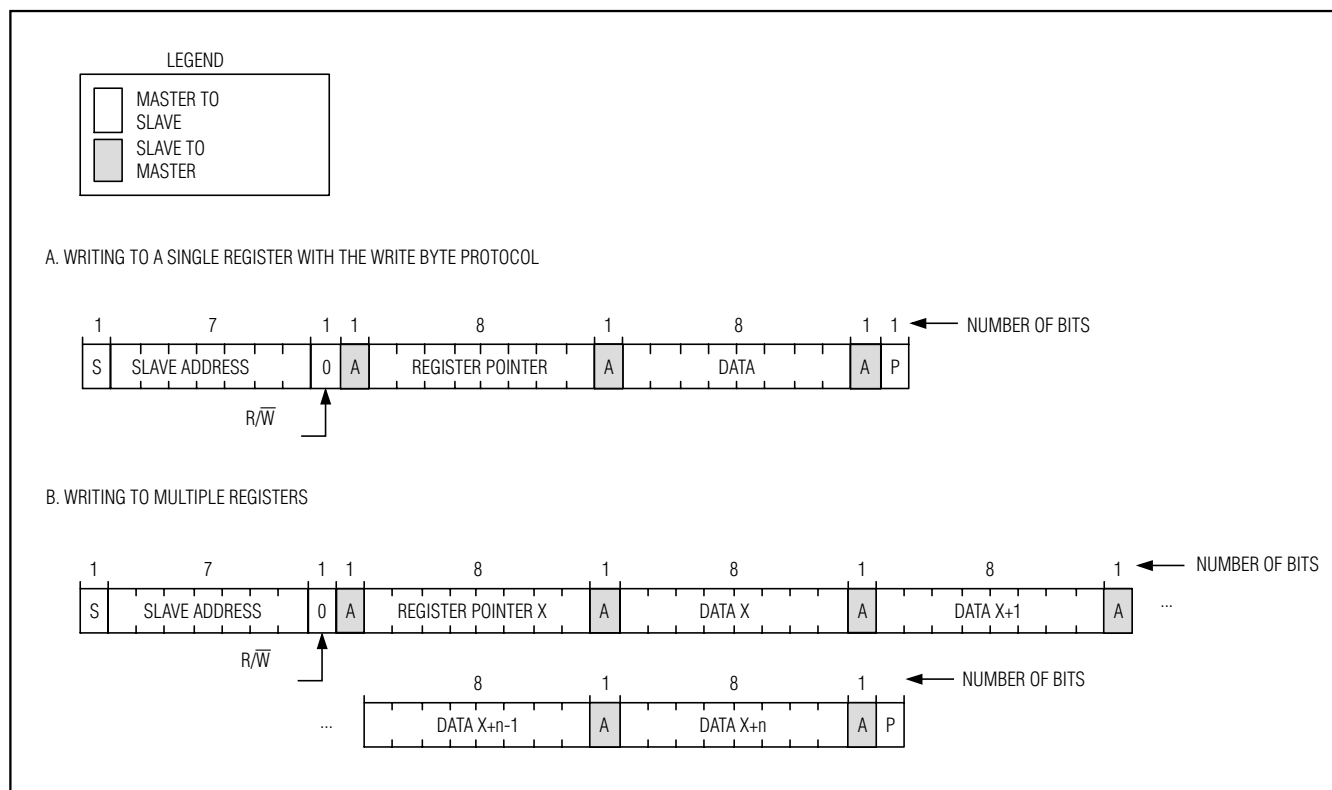 LEGEND
MASTER TO
SLAVE
SLAVE TO
MASTER
A. WRITING TO A SINGLE REGISTER WITH THE WRITE BYTE PROTOCOL
1 7 1 1 8 1 8 1 1 NUMBER OF BITS
S SLAVE ADDRESS 0 A REGISTER POINTER A DATA A P
R/W̅
B. WRITING TO MULTIPLE REGISTERS
1 7 1 1 8 1 8 1 8 1 NUMBER OF BITS
S SLAVE ADDRESS 0 A REGISTER POINTER X A DATA X A DATA X+1 A ...
R/W̅
8 1 8 1 NUMBER OF BITS
... DATA X+n-1 A DATA X+n A P